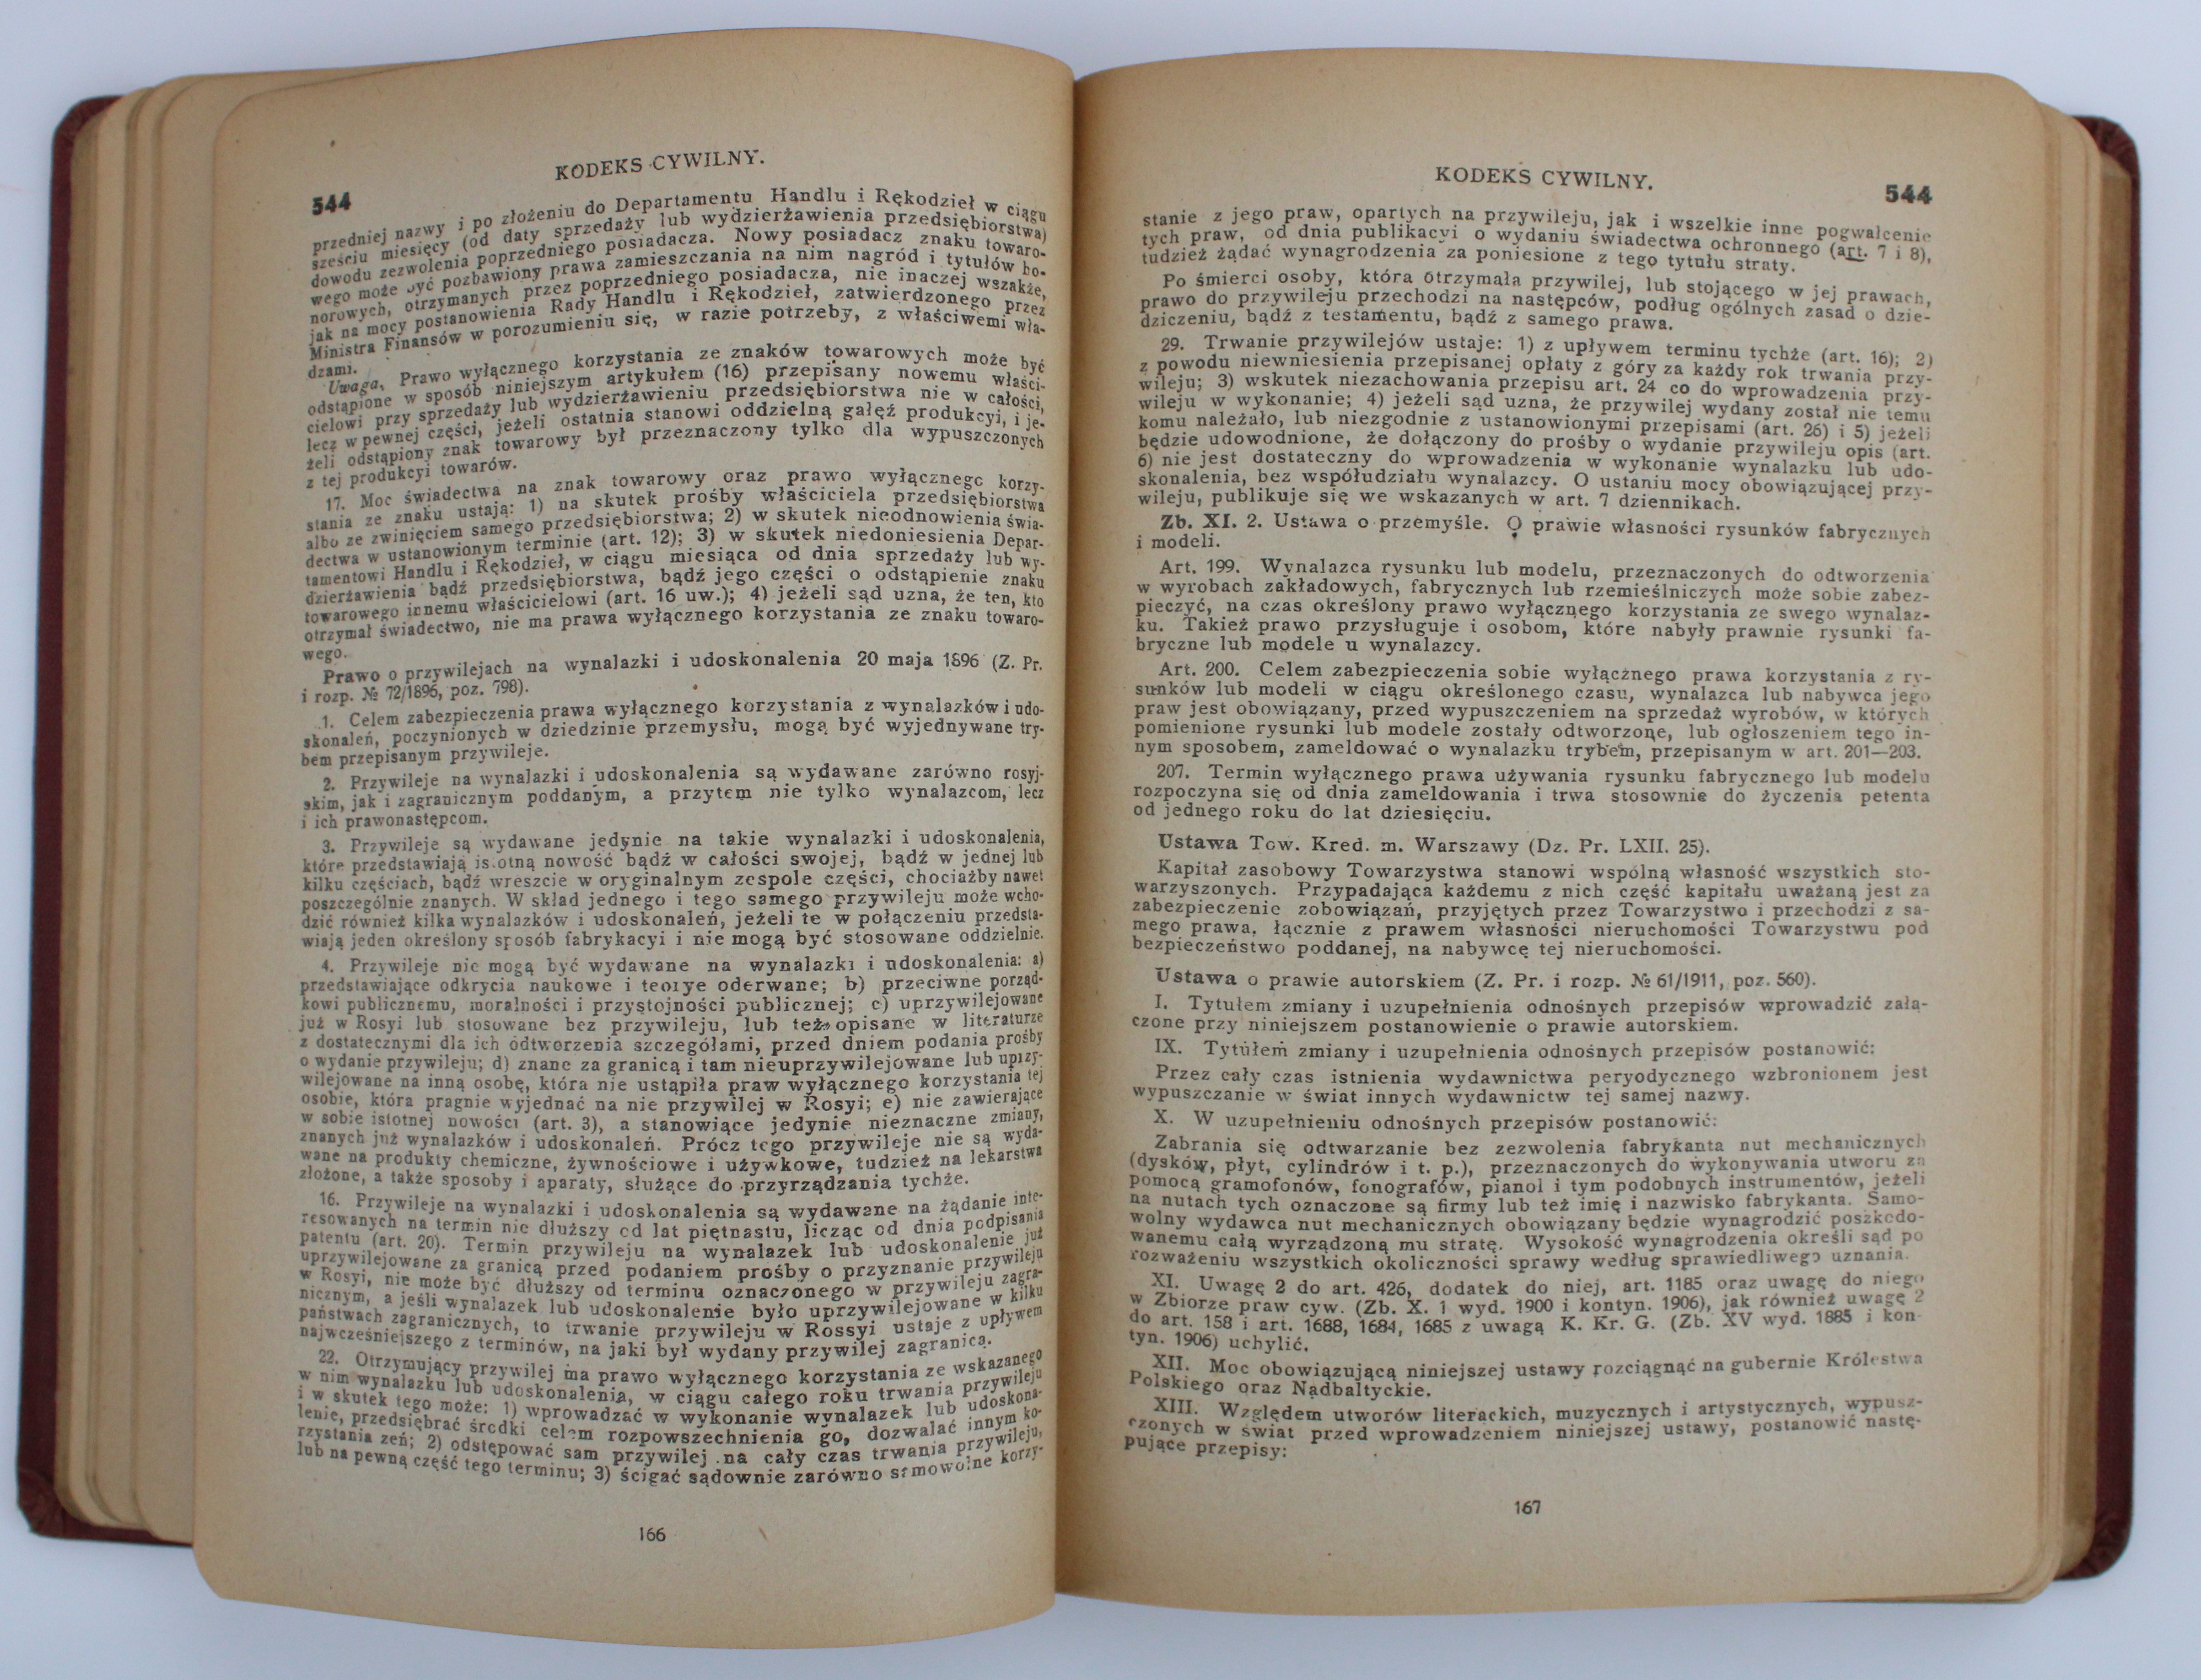 KODEKS CYWILNY.
544
przedniej nazwy i po złożeniu do Departamentu Handlu i Rękodzieł w ciągu
sześciu miesięcy (od daty sprzedaży lub wydzierżawienia przedsiębiorstwa)
dowodu zezwolenia poprzedniego posiadacza. Nowy posiadacz znaku towaro-
wego może być pozbawiony prawa zamieszczania na nim nagród i tytułów ho-
norowych, otrzymanych przez poprzedniego posiadacza, nie inaczej wszakże,
jak na mocy postanowienia Rady Handlu i Rękodzieł, zatwierdzonego przez
Ministra Finansów w porozumieniu się, w razie potrzeby, z właściwemi wła-
dzami.
Uwaga. Prawo wyłącznego korzystania ze znaków towarowych może być
odstąpione w sposób niniejszym artykułem (16) przepisany nowemu właści-
cielowi przy sprzedaży lub wydzierżawieniu przedsiębiorstwa nie w całości,
lecz w pewnej części, jeżeli ostatnia stanowi oddzielną gałęź produkcyi, i je-
żeli odstąpiony znak towarowy był przeznaczony tylko dla wypuszczonych
z tej produkcyi towarów.
17. Moc świadectwa na znak towarowy oraz prawo wyłącznego korzy-
stania ze znaku ustają: 1) na skutek prośby właściciela przedsiębiorstwa
albo ze zwinięciem samego przedsiębiorstwa; 2) w skutek nieodnowienia świa-
dectwa w ustanowionym terminie (art. 12); 3) w skutek niedoniesienia Depar-
tamentowi Handlu i Rękodzieł, w ciągu miesiąca od dnia sprzedaży lub wy-
dzierżawienia bądź przedsiębiorstwa, bądź jego części o odstąpienie znaku
towarowego innemu właścicielowi (art. 16 uw.); 4) jeżeli sąd uzna, że ten, kto
otrzymał świadectwo, nie ma prawa wyłącznego korzystania ze znaku towaro-
wego.
Prawo o przywilejach na wynalazki i udoskonalenia 20 maja 1896 (Z. Pr.
i rozp. № 72/1896, poz. 798).
1. Celem zabezpieczenia prawa wyłącznego korzystania z wynalazków i udo-
skonaleń, poczynionych w dziedzinie przemysłu, mogą być wyjednywane try-
bem przepisanym przywileje.
2. Przywileje na wynalazki i udoskonalenia są wydawane zarówno rosyj-
skim, jak i zagranicznym poddanym, a przytem nie tylko wynalazcom, lecz
i ich prawonastępcom.
3. Przywileje są wydawane jedynie na takie wynalazki i udoskonalenia,
które przedstawiają is otną nowość bądź w całości swojej, bądź w jednej lub
kilku częściach, bądź wreszcie w oryginalnym zespole części, chociażby nawet
poszczególnie znanych. W skład jednego i tego samego przywileju może wcho-
dzić również kilka wynalazków i udoskonaleń, jeżeli te w połączeniu przedsta-
wiają jeden określony sposób fabrykacyi i nie mogą być stosowane oddzielnie.
4. Przywileje nie mogą być wydawane na wynalazki i udoskonalenia: a)
przedstawiające odkrycia naukowe i teorye oderwane; b) przeciwne porząd-
kowi publicznemu, moralności i przystojności publicznej; c) uprzywilejowane
już w Rosyi lub stosowane bez przywileju, lub też opisane w literaturze
z dostatecznymi dla ich odtworzenia szczegółami, przed dniem podania prośby
o wydanie przywileju; d) znane za granicą i tam nieuprzywilejowane lub uprzy-
wilejowane na inną osobę, która nie ustąpiła praw wyłącznego korzystania tej
osobie, która pragnie wyjednać na nie przywilej w Rosyi; e) nie zawierające
w sobie istotnej nowości (art. 3), a stanowiące jedynie nieznaczne zmiany,
znanych już wynalazków i udoskonaleń. Prócz tego przywileje nie są wyda-
wane na produkty chemiczne, żywnościowe i używkowe, tudzież na lekarstwa
złożone, a także sposoby i aparaty, służące do przyrządzania tychże.
16. Przywileje na wynalazki i udoskonalenia są wydawane na żądanie inte-
resowanych na termin nie dłuższy od lat piętnastu, licząc od dnia podpisania
patentu (art. 20). Termin przywileju na wynalazek lub udoskonalenie już
uprzywilejowane za granicą przed podaniem prośby o przyznanie przywileju
w Rosyi, nie może być dłuższy od terminu oznaczonego w przywileju zagra-
nicznym, a jeśli wynalazek lub udoskonalenie było uprzywilejowane w kilku
państwach zagranicznych, to trwanie przywileju w Rossyi ustaje z upływem
najwcześniejszego z terminów, na jaki był wydany przywilej zagranicą.
22. Otrzymujący przywilej ma prawo wyłącznego korzystania ze wskazanego
w nim wynalazku lub udoskonalenia, w ciągu całego roku trwania przywileju
i w skutek tego może: 1) wprowadzać w wykonanie wynalazek lub udoskona-
lenie, przedsiębrać środki celem rozpowszechnienia go, dozwalać innym ko-
rzystania zeń; 2) odstępować sam przywilej na cały czas trwania przywileju,
lub na pewną część tego terminu; 3) ścigać sądownie zarówno samowolne korzy-
166
KODEKS CYWILNY.
544
stanie z jego praw, opartych na przywileju, jak i wszelkie inne pogwałcenie
tych praw, od dnia publikacyi o wydaniu świadectwa ochronnego (art. 7 i 8),
tudzież żądać wynagrodzenia za poniesione z tego tytułu straty.
Po śmierci osoby, która otrzymała przywilej, lub stojącego w jej prawach,
prawo do przywileju przechodzi na następców, podług ogólnych zasad o dzie-
dziczeniu, bądź z testamentu, bądź z samego prawa.
29. Trwanie przywilejów ustaje: 1) z upływem terminu tychże (art. 16); 2)
z powodu niewniesienia przepisanej opłaty z góry za każdy rok trwania przy-
wileju; 3) wskutek niezachowania przepisu art. 24 co do wprowadzenia przy-
wileju w wykonanie; 4) jeżeli sąd uzna, że przywilej wydany został nie temu
komu należało, lub niezgodnie z ustanowionymi przepisami (art. 26) i 5) jeżeli
będzie udowodnione, że dołączony do prośby o wydanie przywileju opis (art.
6) nie jest dostateczny do wprowadzenia w wykonanie wynalazku lub udo-
skonalenia, bez współudziału wynalazcy. O ustaniu mocy obowiązującej przy-
wileju, publikuje się we wskazanych w art. 7 dziennikach.
Zb. XI. 2. Ustawa o przemyśle. O prawie własności rysunków fabrycznych
i modeli.
Art. 199. Wynalazca rysunku lub modelu, przeznaczonych do odtworzenia
w wyrobach zakładowych, fabrycznych lub rzemieślniczych może sobie zabez-
pieczyć, na czas określony prawo wyłącznego korzystania ze swego wynalaz-
ku. Takież prawo przysługuje i osobom, które nabyły prawnie rysunki fa-
bryczne lub modele u wynalazcy.
Art. 200. Celem zabezpieczenia sobie wyłącznego prawa korzystania z ry-
sunków lub modeli w ciągu określonego czasu, wynalazca lub nabywca jego
praw jest obowiązany, przed wypuszczeniem na sprzedaż wyrobów, w których
pomienione rysunki lub modele zostały odtworzone, lub ogłoszeniem tego in-
nym sposobem, zameldować o wynalazku trybem, przepisanym w art. 201—203.
207. Termin wyłącznego prawa używania rysunku fabrycznego lub modelu
rozpoczyna się od dnia zameldowania i trwa stosownie do życzenia petenta
od jednego roku do lat dziesięciu.
Ustawa Tow. Kred. m. Warszawy (Dz. Pr. LXII. 25).
Kapitał zasobowy Towarzystwa stanowi wspólną własność wszystkich sto-
warzyszonych. Przypadająca każdemu z nich część kapitału uważaną jest za
zabezpieczenie zobowiązań, przyjętych przez Towarzystwo i przechodzi z sa-
mego prawa, łącznie z prawem własności nieruchomości Towarzystwu pod
bezpieczeństwo poddanej, na nabywcę tej nieruchomości.
Ustawa o prawie autorskiem (Z. Pr. i rozp. № 61/1911, poz. 560).
I. Tytułem zmiany i uzupełnienia odnośnych przepisów wprowadzić załą-
czone przy niniejszem postanowienie o prawie autorskiem.
IX. Tytułem zmiany i uzupełnienia odnośnych przepisów postanowić:
Przez cały czas istnienia wydawnictwa peryodycznego wzbronionem jest
wypuszczanie w świat innych wydawnictw tej samej nazwy.
X. W uzupełnieniu odnośnych przepisów postanowić:
Zabrania się odtwarzanie bez zezwolenia fabrykanta nut mechanicznych
(dysków, płyt, cylindrów i t. p.), przeznaczonych do wykonywania utworu za
pomocą gramofonów, fonografów, pianol i tym podobnych instrumentów, jeżeli
na nutach tych oznaczone są firmy lub też imię i nazwisko fabrykanta. Samo-
wolny wydawca nut mechanicznych obowiązany będzie wynagrodzić poszkodo-
wanemu całą wyrządzoną mu stratę. Wysokość wynagrodzenia określi sąd po
rozważeniu wszystkich okoliczności sprawy według sprawiedliwego uznania.
XI. Uwagę 2 do art. 426, dodatek do niej, art. 1185 oraz uwagę do niego
w Zbiorze praw cyw. (Zb. X. 1 wyd. 1900 i kontyn. 1906), jak również uwagę 2
do art. 158 i art. 1688, 1684, 1685 z uwagą K. Kr. G. (Zb. XV wyd. 1885 i kon-
tyn. 1906) uchylić.
XII. Moc obowiązującą niniejszej ustawy rozciągnąć na gubernie Królestwa
Polskiego oraz Nadbałtyckie.
XIII. Względem utworów literackich, muzycznych i artystycznych, wypusz-
czonych w świat przed wprowadzeniem niniejszej ustawy, postanowić nastę-
pujące przepisy:
167